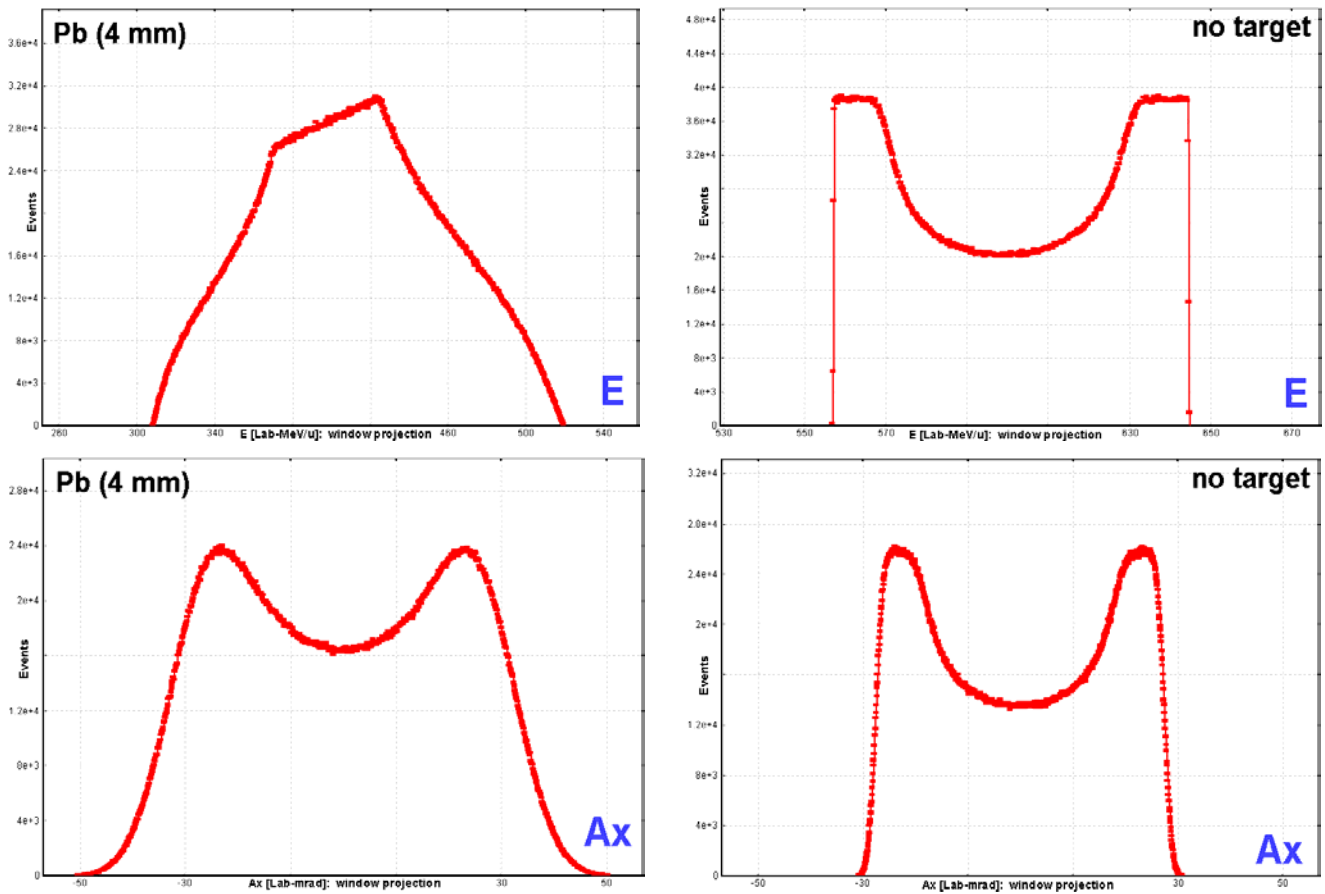 Pb (4 mm)
3.6e+4
3.2e+4
2.8e+4
2.4e+4
2e+4
1.6e+4
1.2e+4
8e+3
4e+3
0
Events
260
300
340
460
500
540
E [Lab-MeV/u]: window projection
E
no target
4.8e+4
4.4e+4
4e+4
3.6e+4
3.2e+4
2.4e+4
2e+4
1.6e+4
1.2e+4
8e+3
4e+3
0
Events
530
550
570
630
650
670
E [Lab-MeV/u]: window projection
E
Pb (4 mm)
2.8e+4
2.4e+4
2e+4
1.2e+4
8e+3
4e+3
0
Events
-50
-30
30
50
Ax [Lab-mrad]: window projection
Ax
no target
3.2e+4
2.8e+4
2.4e+4
2e+4
1.2e+4
8e+3
4e+3
0
Events
-50
-30
30
50
Ax [Lab-mrad]: window projection
Ax